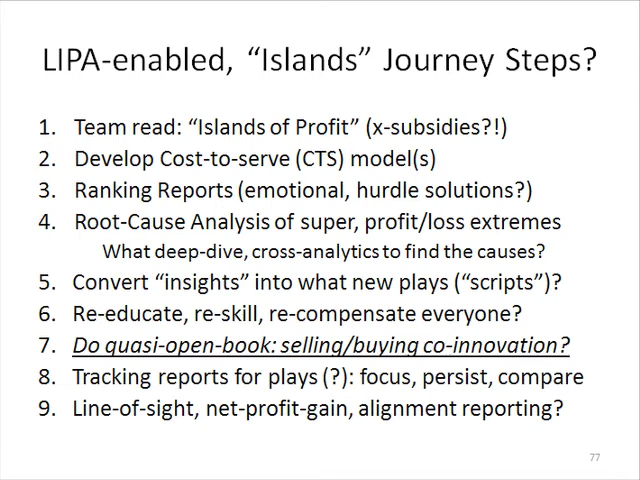 LIPA-enabled, “Islands” Journey Steps?
1. Team read: “Islands of Profit” (x-subsidies?!)
2. Develop Cost-to-serve (CTS) model(s)
3. Ranking Reports (emotional, hurdle solutions?)
4. Root-Cause Analysis of super, profit/loss extremes
What deep-dive, cross-analytics to find the causes?
5. Convert “insights” into what new plays (“scripts”)?
6. Re-educate, re-skill, re-compensate everyone?
7. Do quasi-open-book: selling/buying co-innovation?
8. Tracking reports for plays (?): focus, persist, compare
9. Line-of-sight, net-profit-gain, alignment reporting?
77